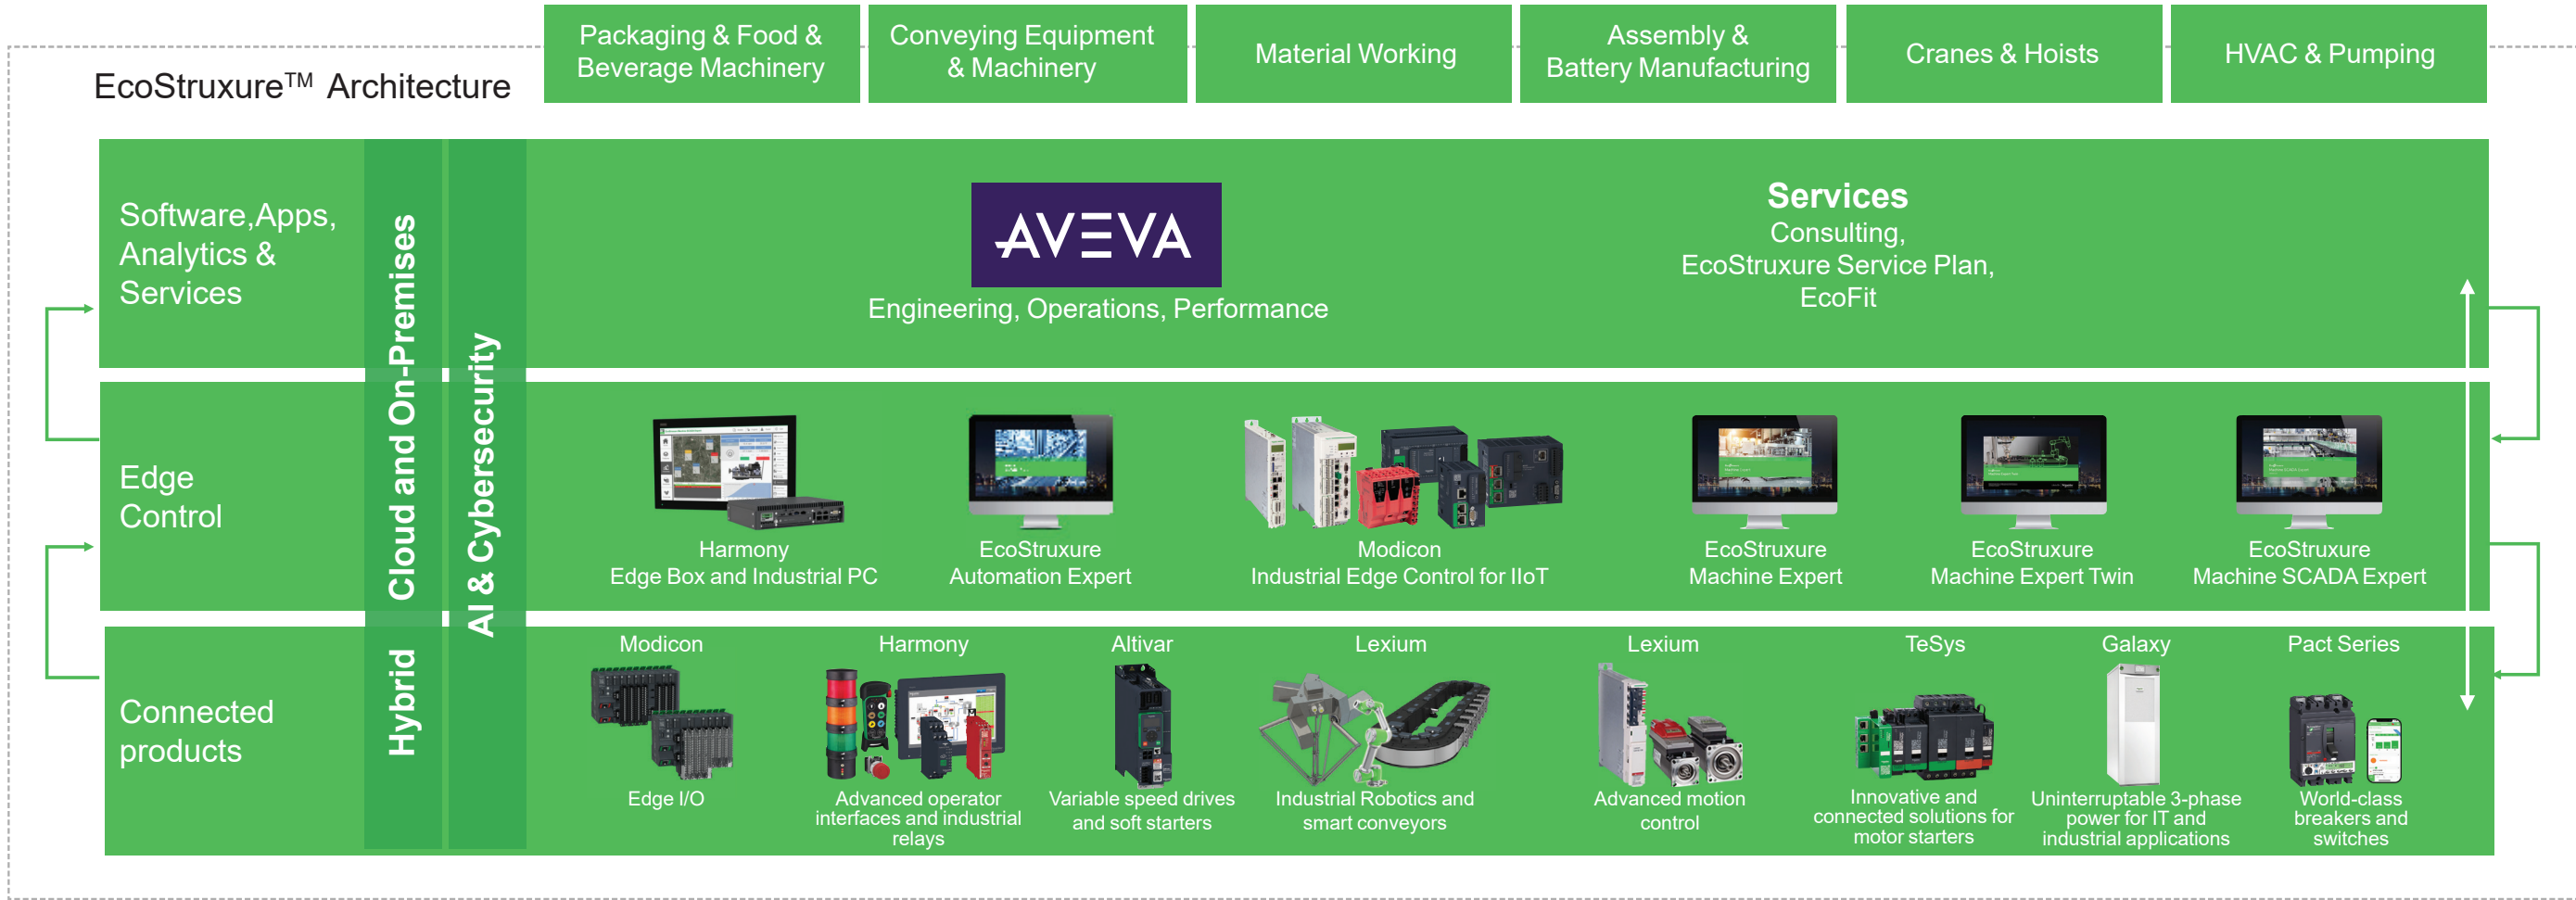 Packaging & Food &
Beverage Machinery
Conveying Equipment
& Machinery
Material Working
Assembly &
Battery Manufacturing
Cranes & Hoists
HVAC & Pumping
EcoStruxure™ Architecture
Software,Apps,
Analytics &
Services
Hybrid Cloud and On-Premises
AI & Cybersecurity
AVEVA
Engineering, Operations, Performance
Services
Consulting,
EcoStruxure Service Plan,
EcoFit
Edge
Control
Harmony
Edge Box and Industrial PC
EcoStruxure
Automation Expert
Modicon
Industrial Edge Control for IIoT
EcoStruxure
Machine Expert
EcoStruxure
Machine Expert Twin
EcoStruxure
Machine SCADA Expert
Connected
products
Modicon
Edge I/O
Harmony
Advanced operator
interfaces and industrial
relays
Altivar
Variable speed drives
and soft starters
Lexium
Industrial Robotics and
smart conveyors
Lexium
Advanced motion
control
TeSys
Innovative and
connected solutions for
motor starters
Galaxy
Uninterruptable 3-phase
power for IT and
industrial applications
Pact Series
World-class
breakers and
switches